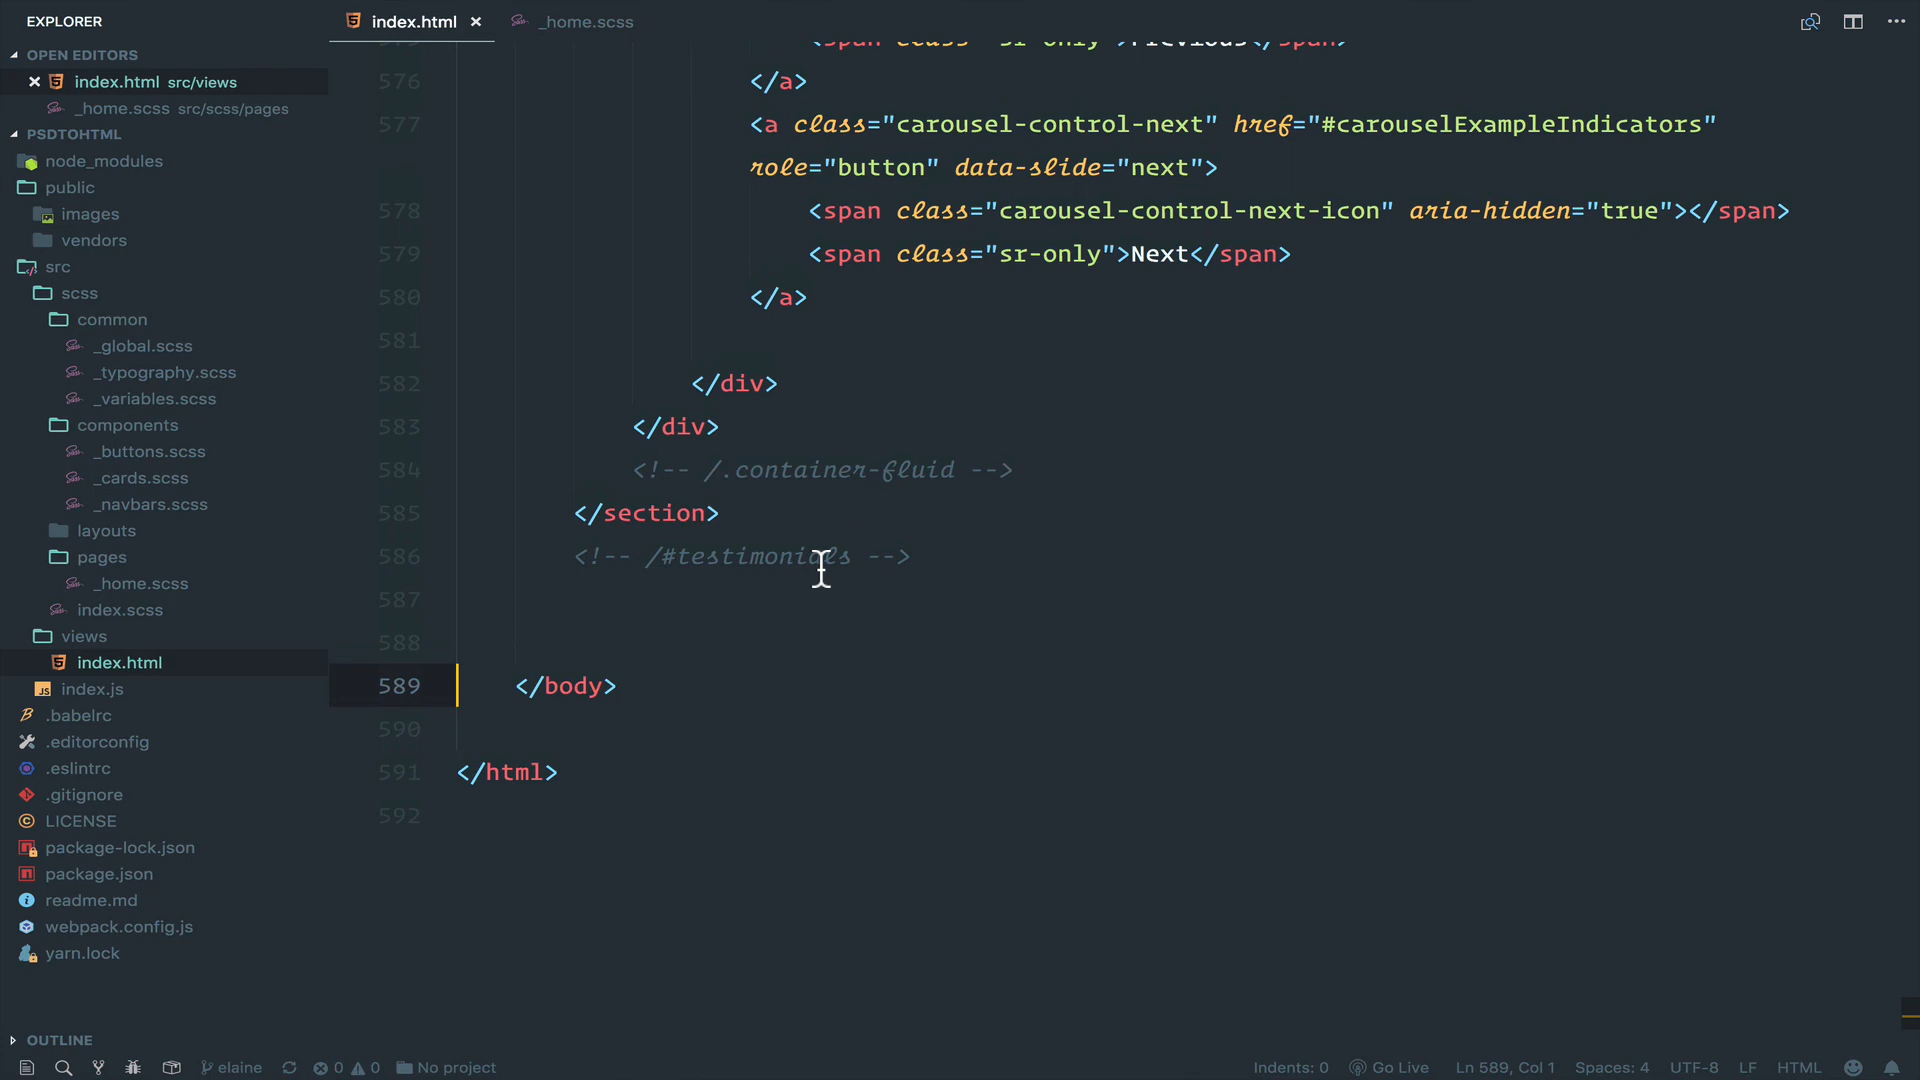 EXPLORER
OPEN EDITORS
index.html src/views
_home.scss src/scss/pages
PSDTOHTML
node_modules
public
images
vendors
src
scss
common
_global.scss
_typography.scss
_variables.scss
components
_buttons.scss
_cards.scss
_navbars.scss
layouts
pages
_home.scss
index.scss
views
index.html
JS index.js
.babelrc
.editorconfig
.eslintrc
.gitignore
LICENSE
package-lock.json
package.json
readme.md
webpack.config.js
yarn.lock
OUTLINE
index.html
_home.scss
<span class="sr-only">Previous</span>
576 </a>
577 <a class="carousel-control-next" href="#carouselExampleIndicators"
role="button" data-slide="next">
578 <span class="carousel-control-next-icon" aria-hidden="true"></span>
579 <span class="sr-only">Next</span>
580 </a>
581
582 </div>
583 </div>
584 <!-- /.container-fluid -->
585 </section>
586 <!-- /#testimonials -->
587
588
589 </body>
590
591 </html>
592
elaine 0 0 No project
Indents: 0 Go Live Ln 589, Col 1 Spaces: 4 UTF-8 LF HTML